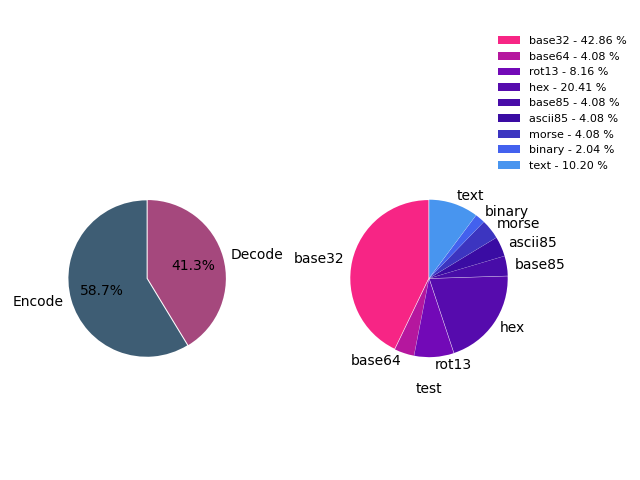 base32 - 42.86 %
base64 - 4.08 %
rot13 - 8.16 %
hex - 20.41 %
base85 - 4.08 %
ascii85 - 4.08 %
morse - 4.08 %
binary - 2.04 %
text - 10.20 %
Encode
58.7%
41.3%
Decode
text
binary
morse
ascii85
base85
base32
hex
base64
rot13
test